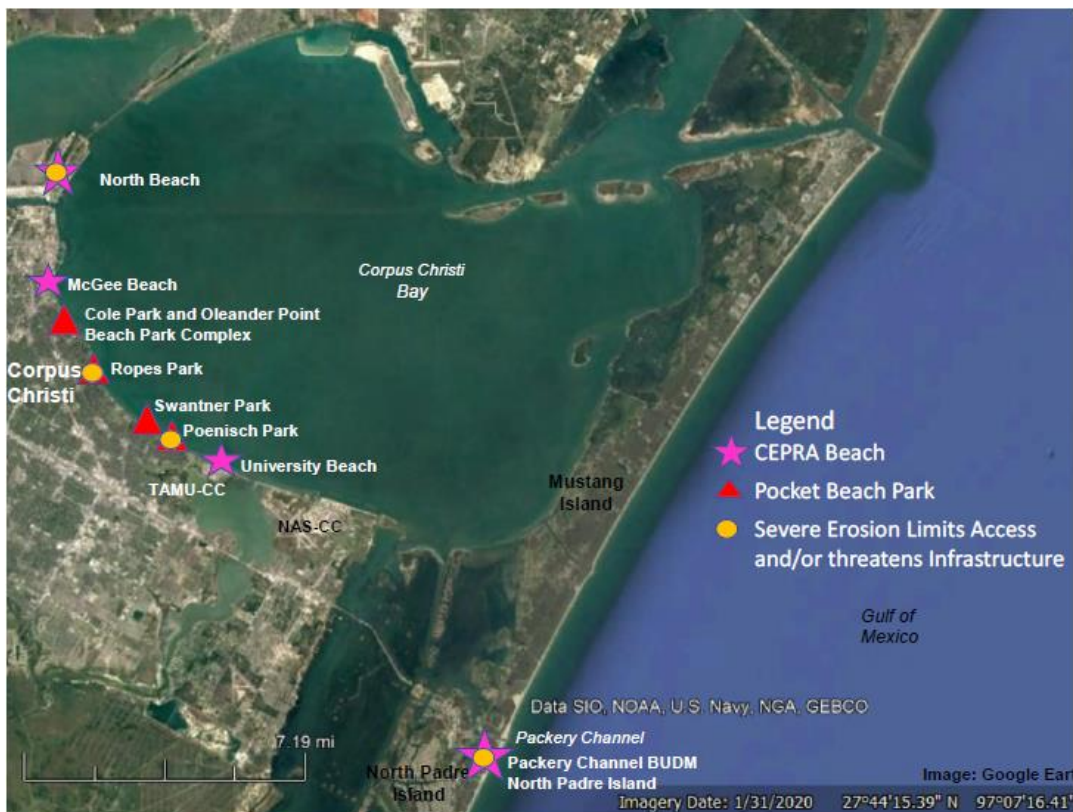 North Beach
Corpus Christi
Bay
McGee Beach
Cole Park and Oleander Point
Beach Park Complex
Corpus
Christi
Ropes Park
Swantner Park
Poenisch Park
University Beach
TAMU-CC
NAS-CC
Mustang
Island
Legend
CEPRA Beach
Pocket Beach Park
Severe Erosion Limits Access
and/or threatens Infrastructure
Gulf of
Mexico
Data SIO, NOAA, U.S. Navy, NGA, GEBCO
Packery Channel
7.19 mi
Packery Channel BUDM
North Padre Island
North Padre
Island
Image: Google Eart
Imagery Date: 1/31/2020 27°44'15.39" N 97°07'16.41"